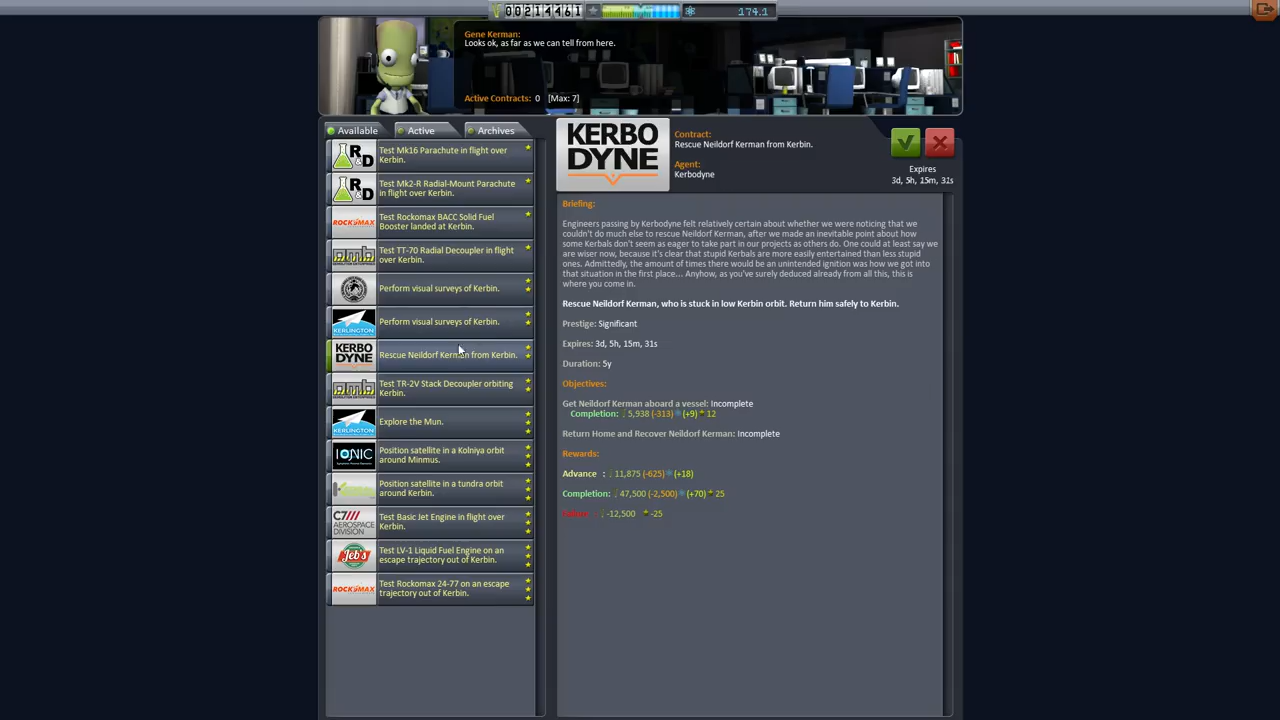 00214461
174.1
Gene Kerman:
Looks ok, as far as we can tell from here.
Active Contracts: 0 [Max: 7]
Available
Active
Archives
R&D
Test Mk16 Parachute in flight over
Kerbin.
R&D
Test Mk2-R Radial-Mount Parachute
in flight over Kerbin.
ROCKOMAX
Test Rockomax BACC Solid Fuel
Booster landed at Kerbin.
Test TT-70 Radial Decoupler in flight
over Kerbin.
Perform visual surveys of Kerbin.
KERLINGTON
Perform visual surveys of Kerbin.
KERBO
DYNE
Rescue Neildorf Kerman from Kerbin.
Test TR-2V Stack Decoupler orbiting
Kerbin.
KERLINGTON
Explore the Mun.
IONIC
Position satellite in a Kolniya orbit
around Minmus.
Position satellite in a tundra orbit
around Kerbin.
C7///
AEROSPACE
DIVISION
Test Basic Jet Engine in flight over
Kerbin.
Jeb's
Test LV-1 Liquid Fuel Engine on an
escape trajectory out of Kerbin.
ROCKOMAX
Test Rockomax 24-77 on an escape
trajectory out of Kerbin.
KERBO
DYNE
Contract:
Rescue Neildorf Kerman from Kerbin.
Agent:
Kerbodyne
Expires
3d, 5h, 15m, 31s
Briefing:
Engineers passing by Kerbodyne felt relatively certain about whether we were noticing that we
couldn't do much else to rescue Neildorf Kerman, after we made an inevitable point about how
some Kerbals don't seem as eager to take part in our projects as others do. One could at least say we
are wiser now, because it's clear that stupid Kerbals are more easily entertained than less stupid
ones. Admittedly, the amount of times there would be an unintended ignition was how we got into
that situation in the first place... Anyhow, as you've surely deduced already from all this, this is
where you come in.
Rescue Neildorf Kerman, who is stuck in low Kerbin orbit. Return him safely to Kerbin.
Prestige: Significant
Expires: 3d, 5h, 15m, 31s
Duration: 5y
Objectives:
Get Neildorf Kerman aboard a vessel: Incomplete
Completion: 5,938 (-313) (+9) 12
Return Home and Recover Neildorf Kerman: Incomplete
Rewards:
Advance : 11,875 (-625) (+18)
Completion: 47,500 (-2,500) (+70) 25
-12,500 -25